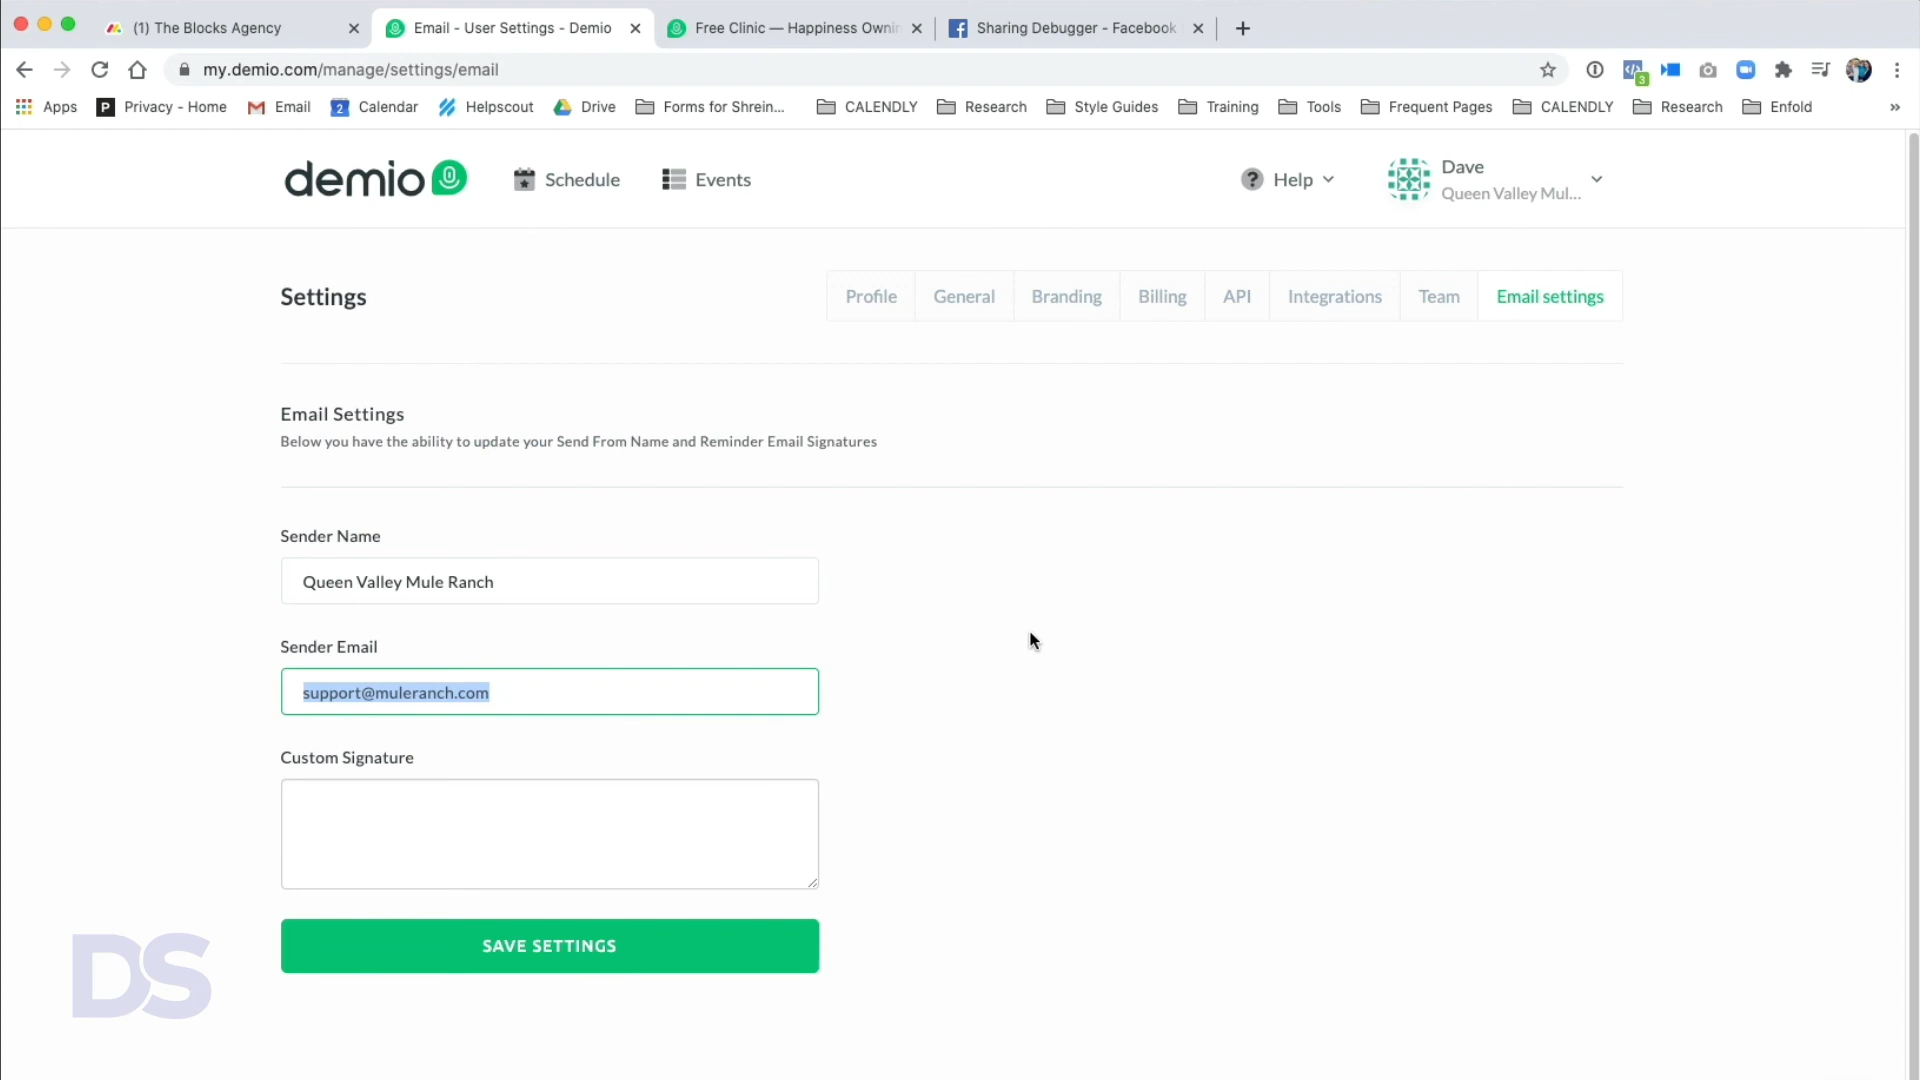 (1) The Blocks Agency
Email - User Settings - Demio
Free Clinic — Happiness Ownin
Sharing Debugger - Facebook
my.demio.com/manage/settings/email
3
Apps
P Privacy - Home
Email
2 Calendar
Helpscout
Drive
Forms for Shrein...
CALENDLY
Research
Style Guides
Training
Tools
Frequent Pages
CALENDLY
Research
Enfold
»
demio
Schedule
Events
? Help
Dave
Queen Valley Mul...
Settings
Profile
General
Branding
Billing
API
Integrations
Team
Email settings
Email Settings
Below you have the ability to update your Send From Name and Reminder Email Signatures
Sender Name
Queen Valley Mule Ranch
Sender Email
support@muleranch.com
Custom Signature
SAVE SETTINGS
DS